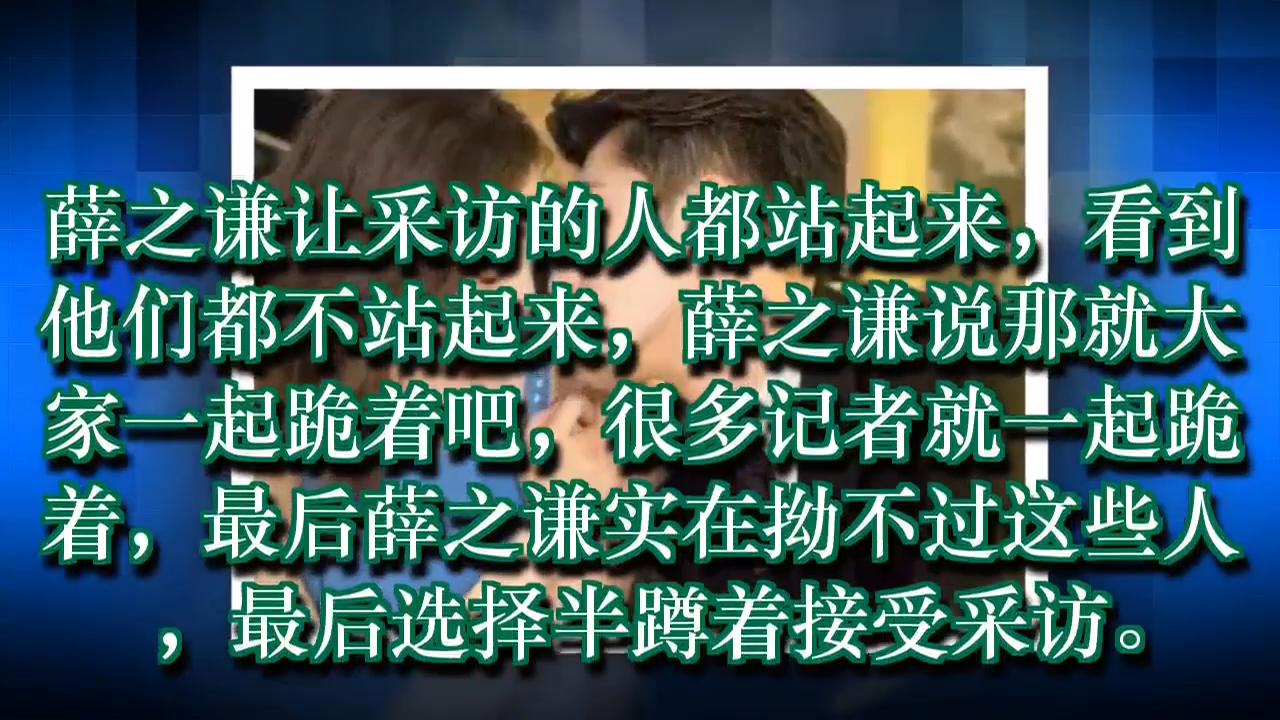 薛之谦让采访的人都站起来，看到
他们都不站起来，薛之谦说那就大
家一起跪着吧，很多记者就一起跪
着，最后薛之谦实在拗不过这些人
，最后选择半蹲着接受采访。